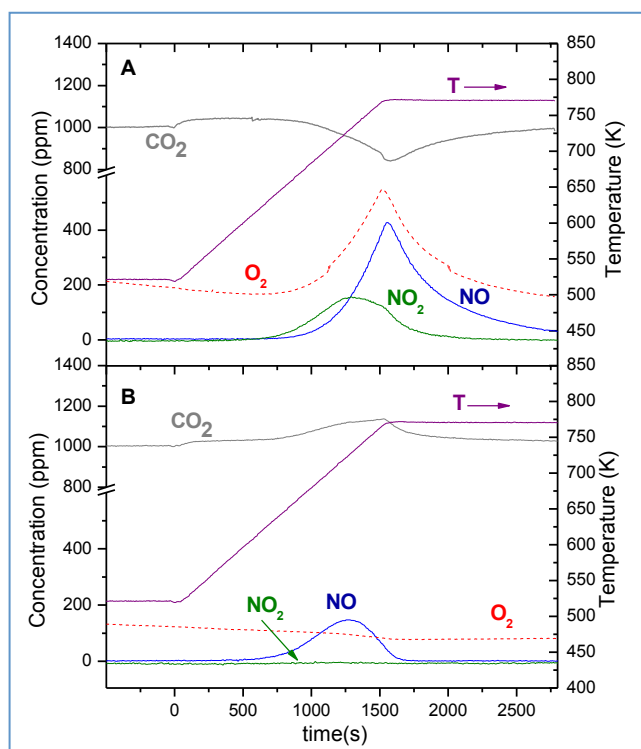 A
1400
1200
1000
800
400
200
0
Concentration (ppm)
CO2
T
O2
NO2
NO
850
800
750
700
650
600
550
500
450
Temperature (K)
B
1400
1200
1000
800
400
200
0
Concentration (ppm)
CO2
T
NO2
NO
O2
850
800
750
700
650
600
550
500
450
400
Temperature (K)
0 500 1000 1500 2000 2500
time(s)